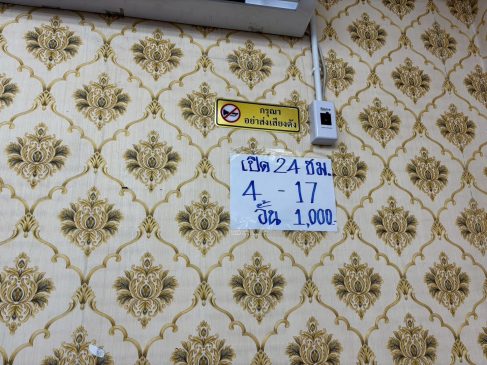 กรุณา
อย่าส่งเสียงดัง
เปิด 24 ชม..
4 - 17
ขึ้น 1,000.-